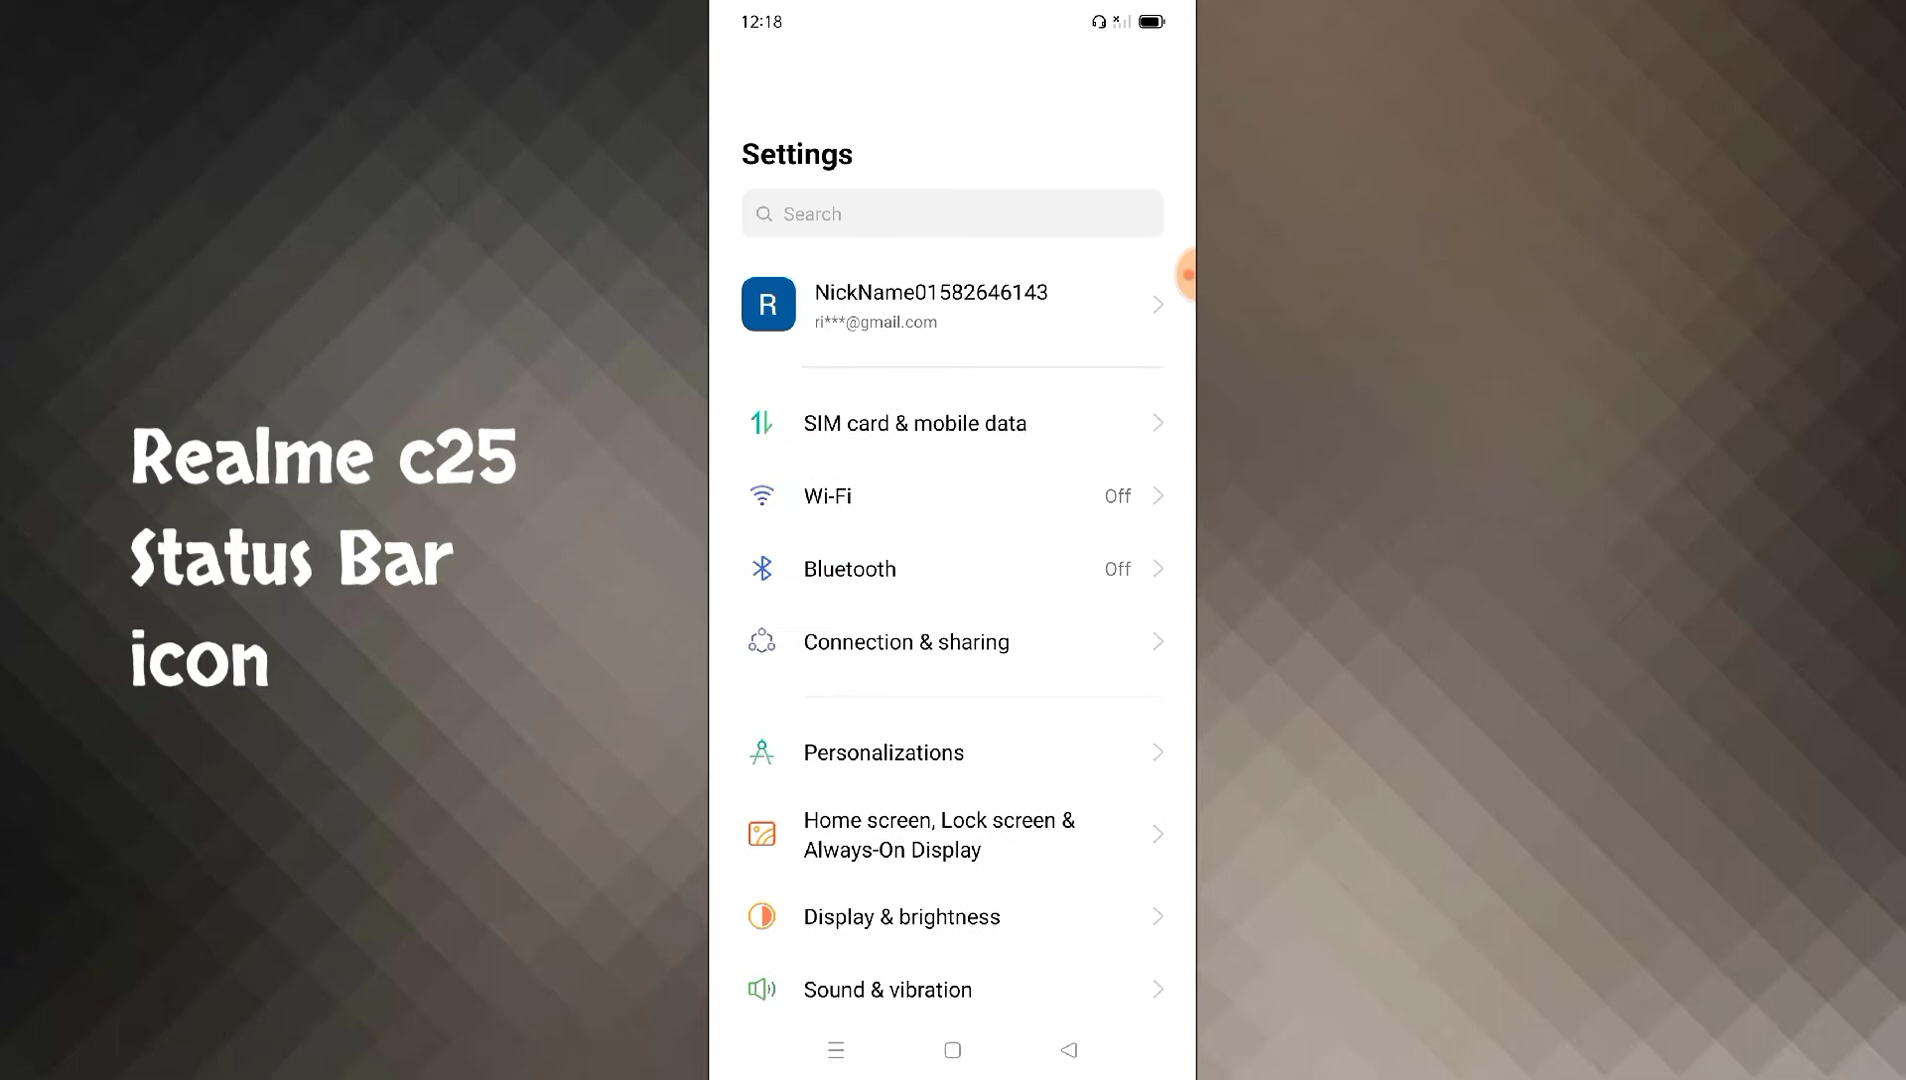 12:18
Settings
Search
R
NickName01582646143
ri***@gmail.com
SIM card & mobile data
Wi-Fi Off
Bluetooth Off
Connection & sharing
Personalizations
Home screen, Lock screen &
Always-On Display
Display & brightness
Sound & vibration
Realme c25
Status Bar
icon